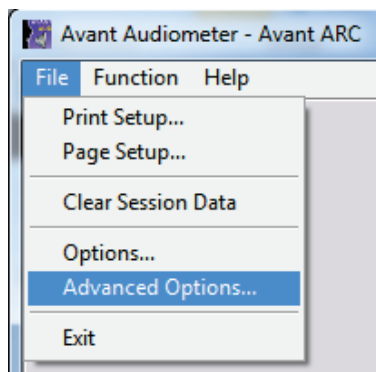 Avant Audiometer - Avant ARC
File Function Help
Print Setup...
Page Setup...
Clear Session Data
Options...
Advanced Options...
Exit